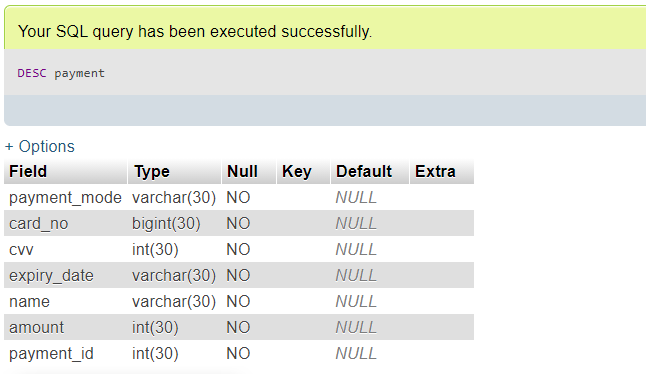 Your SQL query has been executed successfully.
DESC payment
+ Options
Field Type Null Key Default Extra
payment_mode varchar(30) NO NULL
card_no bigint(30) NO NULL
cvv int(30) NO NULL
expiry_date varchar(30) NO NULL
name varchar(30) NO NULL
amount int(30) NO NULL
payment_id int(30) NO NULL